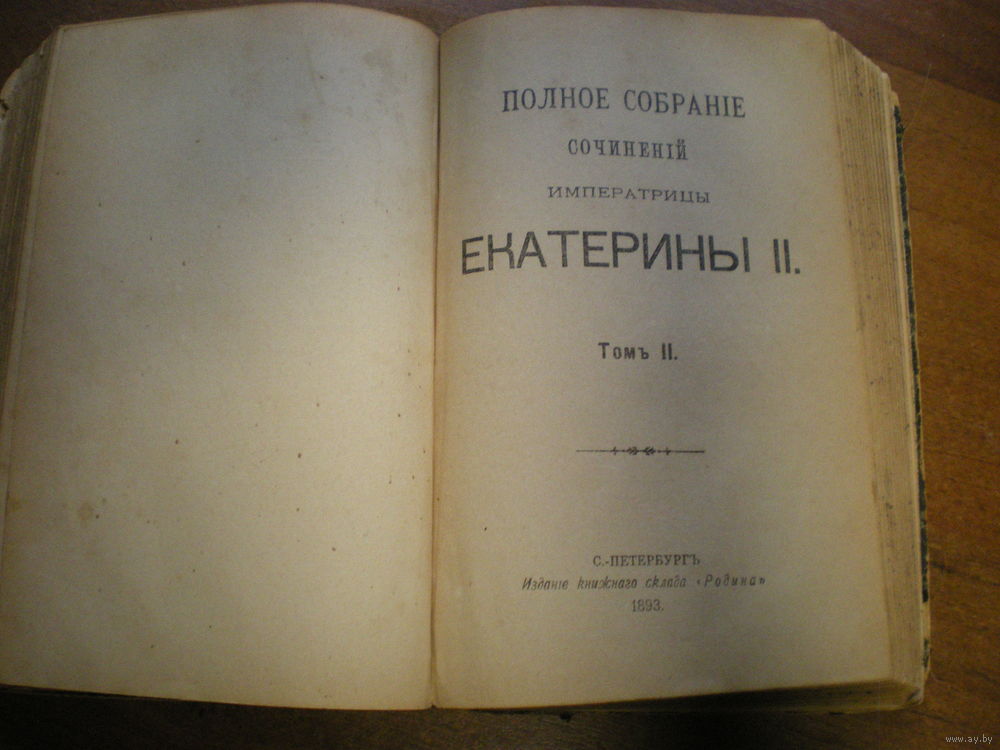 ПОЛНОЕ СОБРАНІЕ
СОЧИНЕНІЙ
ИМПЕРАТРИЦЫ
ЕКАТЕРИНЫ II.
Томъ II.
С.-ПЕТЕРБУРГЪ
Изданіе книжнаго склада «Родина»
1893.
www.ay.by